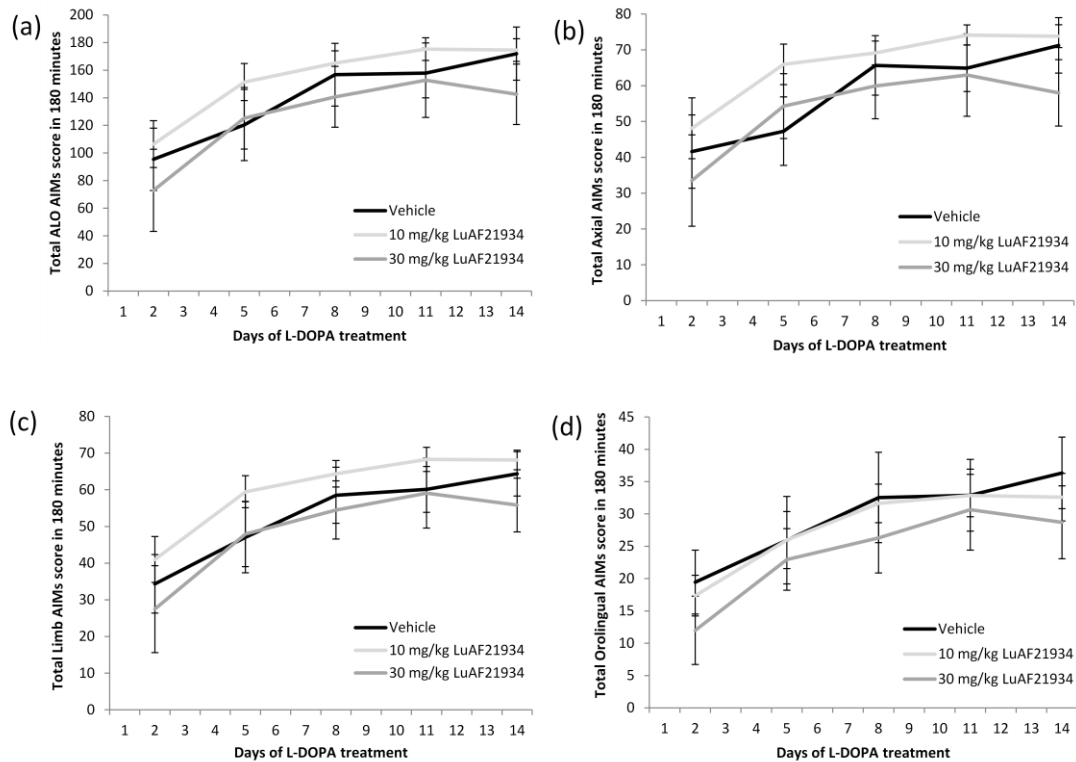 (a)
Total ALO AIMs score in 180 minutes
200
180
160
140
120
100
80
60
40
20
0
Vehicle
10 mg/kg LuAF21934
30 mg/kg LuAF21934
1 2 3 4 5 6 7 8 9 10 11 12 13 14
Days of L-DOPA treatment
(b)
Total Axial AIMs score in 180 minutes
80
70
60
50
40
30
20
10
0
Vehicle
10 mg/kg LuAF21934
30 mg/kg LuAF21934
1 2 3 4 5 6 7 8 9 10 11 12 13 14
Days of L-DOPA treatment
(c)
Total Limb AIMs score in 180 minutes
80
70
60
50
40
30
20
10
0
Vehicle
10 mg/kg LuAF21934
30 mg/kg LuAF21934
1 2 3 4 5 6 7 8 9 10 11 12 13 14
Days of L-DOPA treatment
(d)
Total Orolingual AIMs score in 180 minutes
45
40
35
30
25
20
15
10
5
0
Vehicle
10 mg/kg LuAF21934
30 mg/kg LuAF21934
1 2 3 4 5 6 7 8 9 10 11 12 13 14
Days of L-DOPA treatment